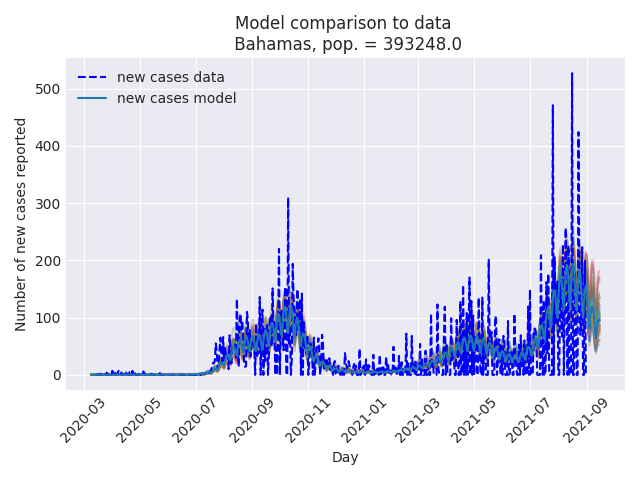 Model comparison to data
Bahamas, pop. = 393248.0
new cases data
new cases model
Number of new cases reported
500
400
300
200
100
0
2020-03
2020-05
2020-07
2020-09
2020-11
2021-01
2021-03
2021-05
2021-07
2021-09
Day